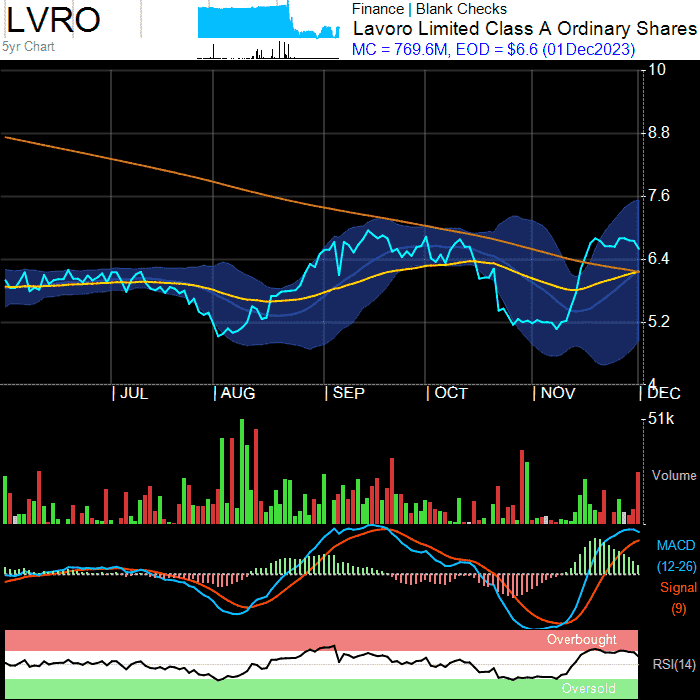 LVRO
5yr Chart
Finance | Blank Checks
Lavoro Limited Class A Ordinary Shares
MC = 769.6M, EOD = $6.6 (01Dec2023)
10
8.8
7.6
6.4
5.2
4
| JUL | AUG | SEP | OCT | NOV | DEC
51k
Volume
MACD
(12-26)
Signal
(9)
Overbought
RSI(14)
Oversold